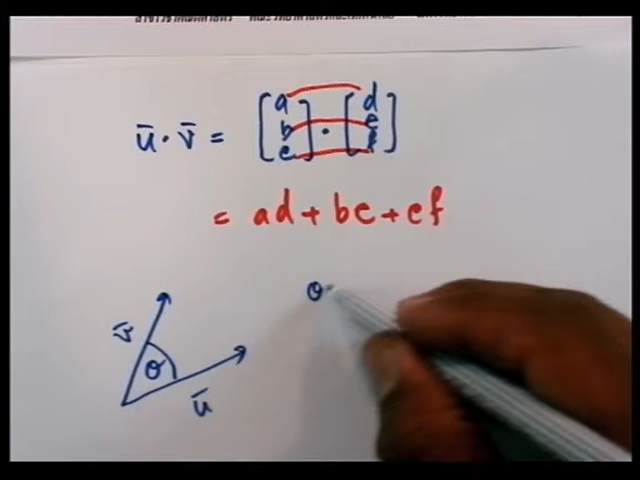 ū · v̄ = [a b c] · [d e f]
= ad + be + cf
v̄
θ
ū
θ